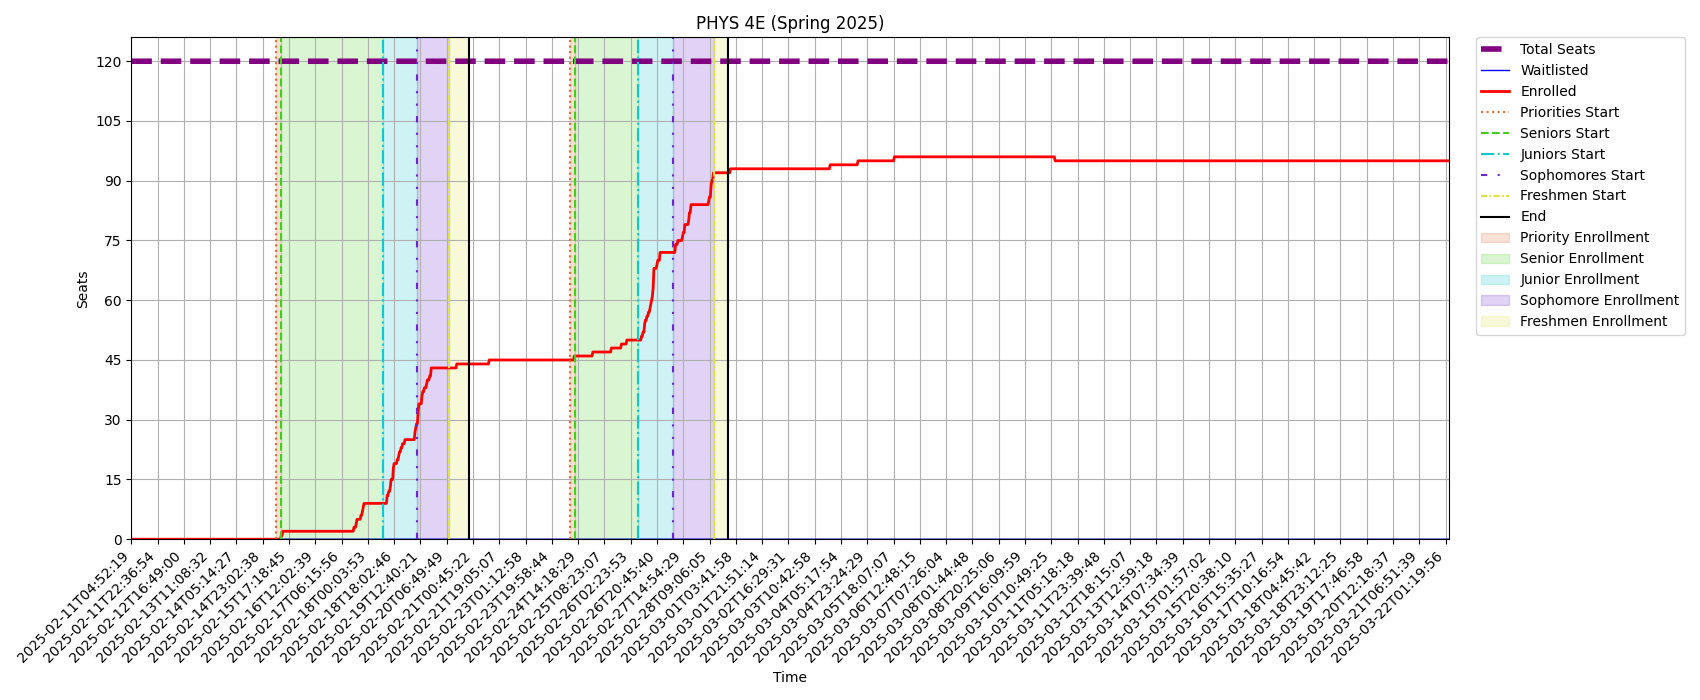 PHYS 4E (Spring 2025)
Seats
120
105
90
75
60
45
30
15
0
2025-02-11T04:52:19
2025-02-11T22:36:54
2025-02-12T16:49:00
2025-02-13T11:08:32
2025-02-14T05:14:27
2025-02-14T23:02:38
2025-02-15T17:18:45
2025-02-16T12:02:39
2025-02-17T06:15:56
2025-02-18T00:03:53
2025-02-18T18:02:46
2025-02-19T12:40:21
2025-02-20T06:49:49
2025-02-21T00:45:22
2025-02-21T19:05:07
2025-02-23T01:12:58
2025-02-23T19:58:44
2025-02-24T14:18:29
2025-02-25T08:23:07
2025-02-26T02:23:53
2025-02-26T20:45:40
2025-02-27T14:54:29
2025-02-28T09:06:05
2025-03-01T03:41:58
2025-03-01T21:51:14
2025-03-02T16:29:31
2025-03-03T10:42:58
2025-03-04T05:17:54
2025-03-04T23:24:29
2025-03-05T18:07:07
2025-03-06T12:48:15
2025-03-07T07:26:04
2025-03-08T01:44:48
2025-03-08T20:25:06
2025-03-09T16:09:59
2025-03-10T10:49:25
2025-03-11T05:18:18
2025-03-11T23:39:48
2025-03-12T18:15:07
2025-03-13T12:59:18
2025-03-14T07:34:39
2025-03-15T01:57:02
2025-03-15T20:38:10
2025-03-16T15:35:27
2025-03-17T10:16:54
2025-03-18T04:45:42
2025-03-18T23:12:25
2025-03-19T17:46:58
2025-03-20T12:18:37
2025-03-21T06:51:39
2025-03-22T01:19:56
Time
Total Seats
Waitlisted
Enrolled
Priorities Start
Seniors Start
Juniors Start
Sophomores Start
Freshmen Start
End
Priority Enrollment
Senior Enrollment
Junior Enrollment
Sophomore Enrollment
Freshmen Enrollment